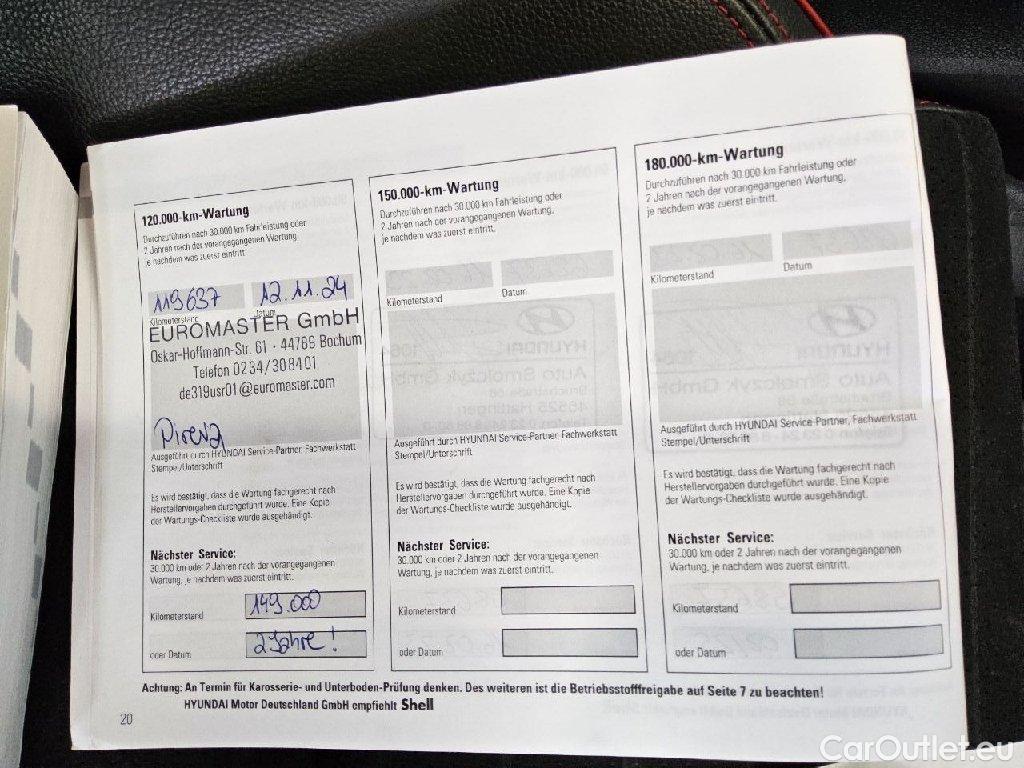 120.000-km-Wartung
Durchzuführen nach 30.000 km Fahrleistung oder
2 Jahren nach der vorangegangenen Wartung,
je nachdem was zuerst eintritt.
119637 12.11.24
Kilometerstand Datum
EUROMASTER GmbH
Oskar-Hoffmann-Str. 61 - 44789 Bochum
Telefon 0234/308401
de319usr01@euromaster.com
Ausgeführt durch HYUNDAI Service-Partner, Fachwerkstatt
Stempel/Unterschrift
Es wird bestätigt, dass die Wartung fachgerecht nach
Herstellervorgaben durchgeführt wurde. Eine Kopie
der Wartungs-Checkliste wurde ausgehändigt.
Nächster Service:
30.000 km oder 2 Jahren nach der vorangegangenen
Wartung, je nachdem was zuerst eintritt.
Kilometerstand 149.000
oder Datum 2 Jahre!
150.000-km-Wartung
Durchzuführen nach 30.000 km Fahrleistung oder
2 Jahren nach der vorangegangenen Wartung,
je nachdem was zuerst eintritt.
Kilometerstand Datum
Ausgeführt durch HYUNDAI Service-Partner, Fachwerkstatt
Stempel/Unterschrift
Es wird bestätigt, dass die Wartung fachgerecht nach
Herstellervorgaben durchgeführt wurde. Eine Kopie
der Wartungs-Checkliste wurde ausgehändigt.
Nächster Service:
30.000 km oder 2 Jahren nach der vorangegangenen
Wartung, je nachdem was zuerst eintritt.
Kilometerstand
oder Datum
180.000-km-Wartung
Durchzuführen nach 30.000 km Fahrleistung oder
2 Jahren nach der vorangegangenen Wartung,
je nachdem was zuerst eintritt.
Kilometerstand Datum
Ausgeführt durch HYUNDAI Service-Partner, Fachwerkstatt
Stempel/Unterschrift
Es wird bestätigt, dass die Wartung fachgerecht nach
Herstellervorgaben durchgeführt wurde. Eine Kopie
der Wartungs-Checkliste wurde ausgehändigt.
Nächster Service:
30.000 km oder 2 Jahren nach der vorangegangenen
Wartung, je nachdem was zuerst eintritt.
Kilometerstand
oder Datum
Achtung: An Termin für Karosserie- und Unterboden-Prüfung denken. Des weiteren ist die Betriebsstofffreigabe auf Seite 7 zu beachten!
HYUNDAI Motor Deutschland GmbH empfiehlt Shell
20
CarOutlet.eu